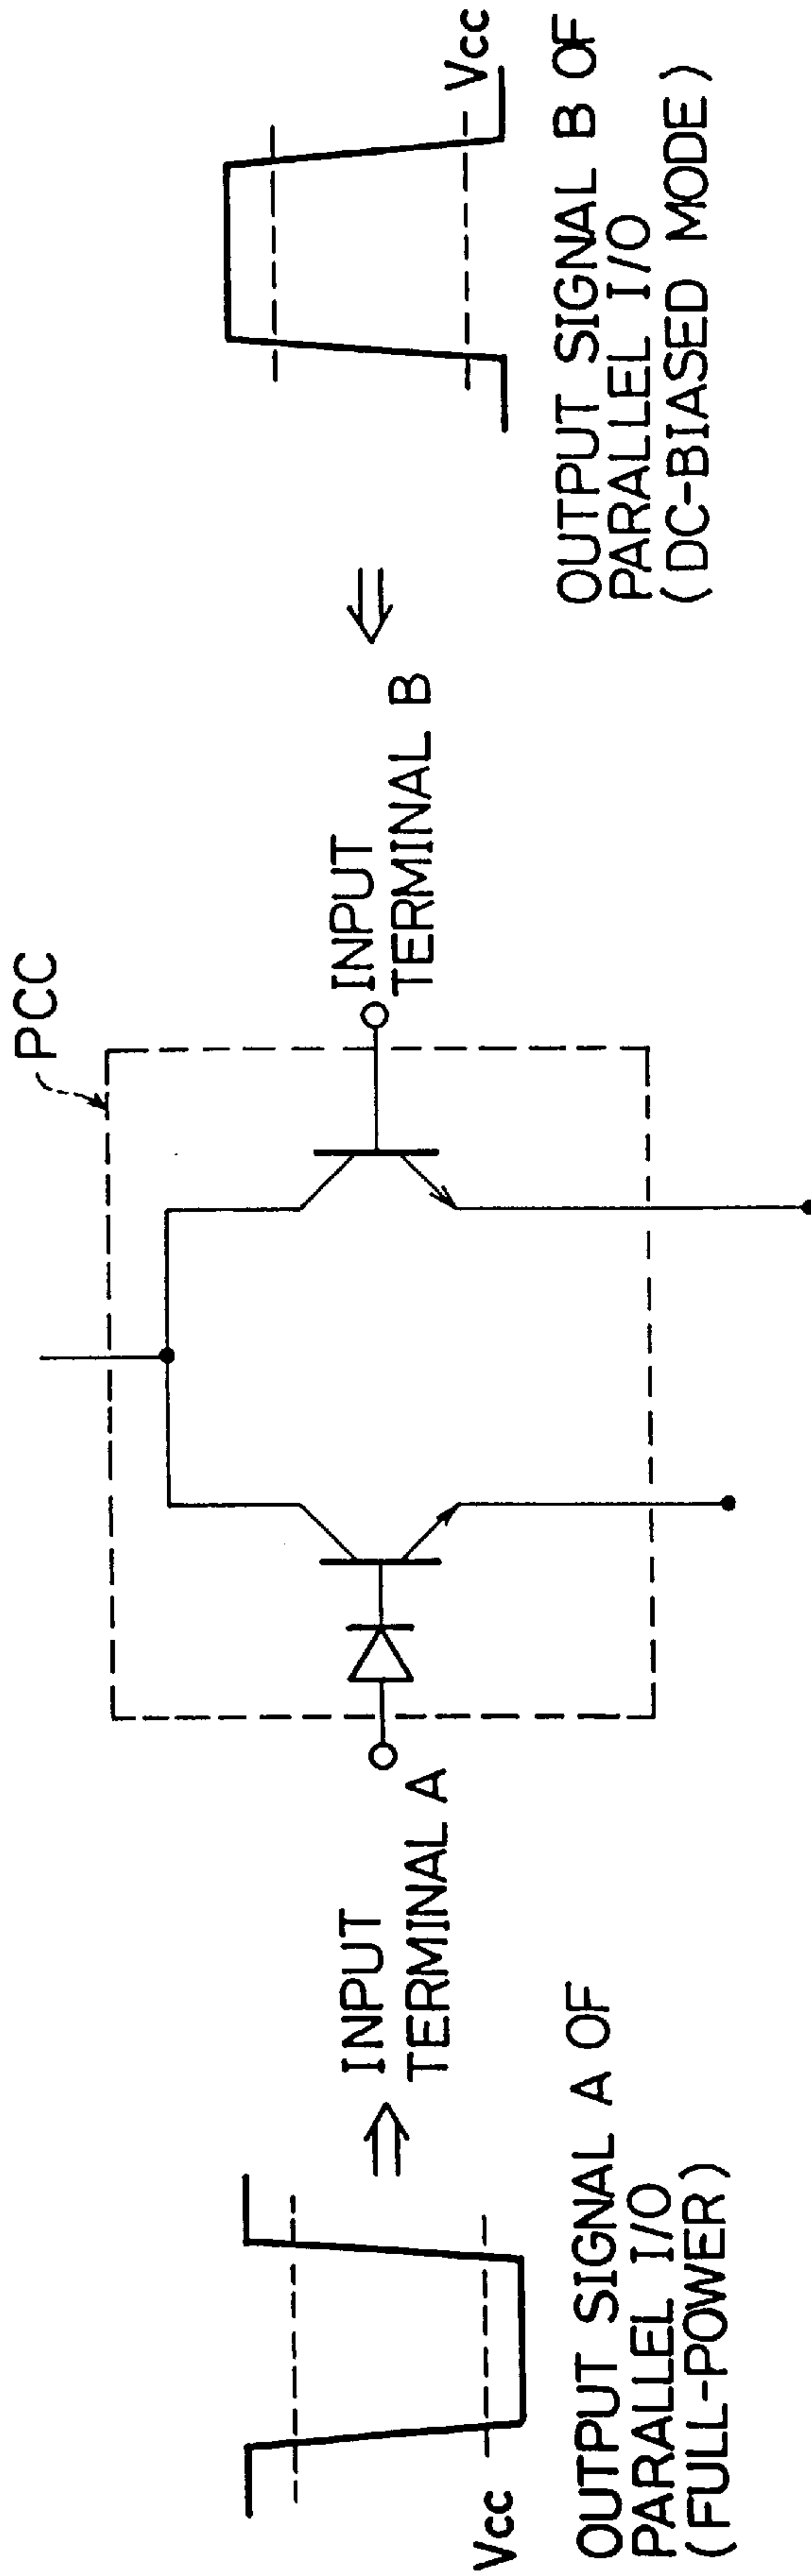 PCC
Vcc
OUTPUT SIGNAL A OF
PARALLEL I/O
(FULL-POWER)
INPUT
TERMINAL A
INPUT
TERMINAL B
Vcc
OUTPUT SIGNAL B OF
PARALLEL I/O
(DC-BIASED MODE)